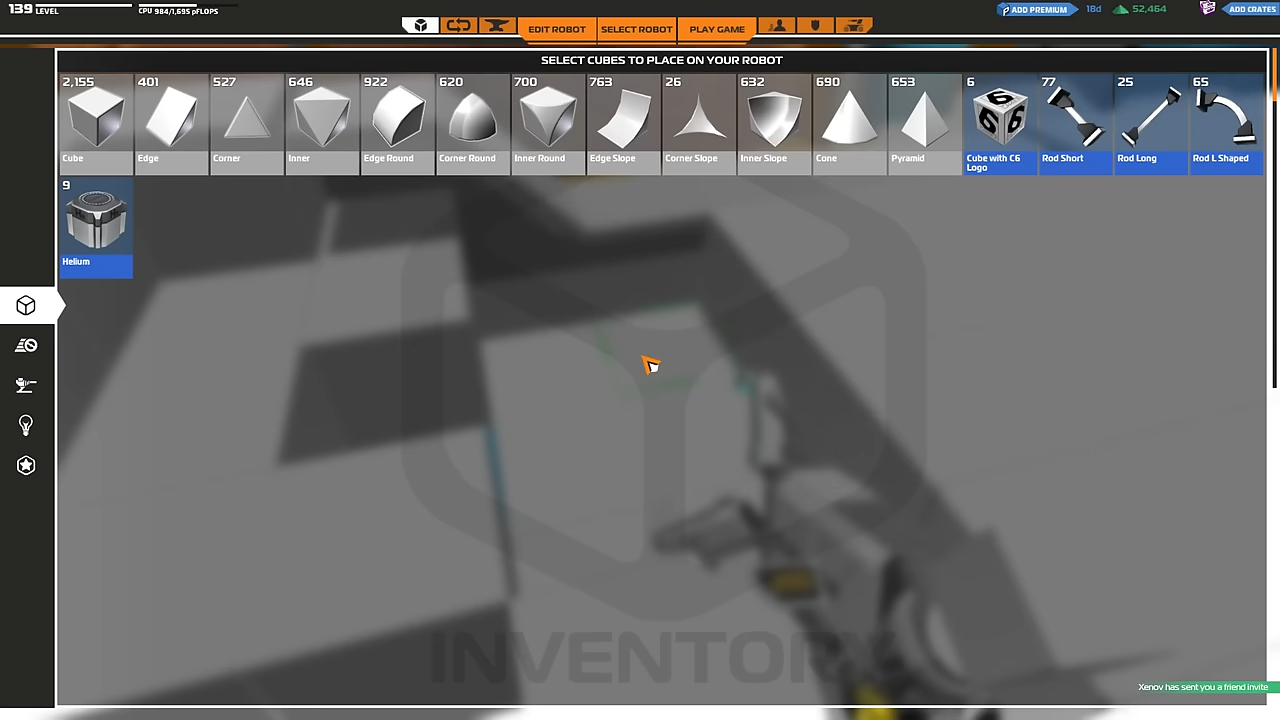 139 LEVEL
CPU 984/1,695 pFLOPS
EDIT ROBOT
SELECT ROBOT
PLAY GAME
ADD PREMIUM
18d
52,464
ADD CRATES
SELECT CUBES TO PLACE ON YOUR ROBOT
2,155
401
527
646
922
620
700
763
26
632
690
653
6
77
25
65
6
6
6
Cube
Edge
Corner
Inner
Edge Round
Corner Round
Inner Round
Edge Slope
Corner Slope
Inner Slope
Cone
Pyramid
Cube with C6
Logo
Rod Short
Rod Long
Rod L Shaped
9
Helium
INVENTORY
Xenov has sent you a friend invite